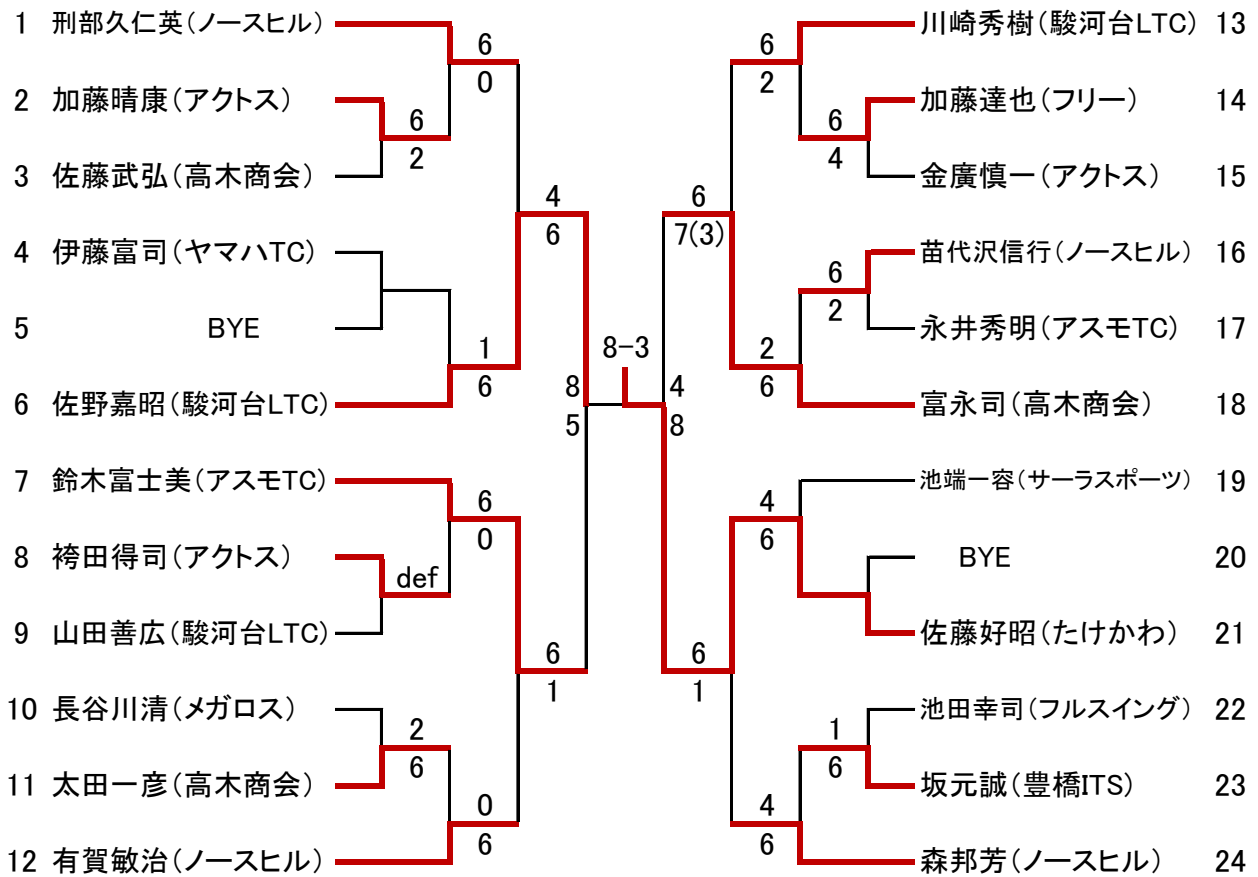 1 刑部久仁英(ノースヒル)
6
0
2 加藤晴康(アクトス)
6
2
3 佐藤武弘(高木商会)
4
6
4 伊藤富司(ヤマハTC)
5 BYE
1
6
6 佐野嘉昭(駿河台LTC)
8
5
7 鈴木富士美(アスモTC)
6
0
8 袴田得司(アクトス)
def
9 山田善広(駿河台LTC)
6
1
10 長谷川清(メガロス)
2
6
11 太田一彦(高木商会)
0
6
12 有賀敏治(ノースヒル)
8-3
川崎秀樹(駿河台LTC) 13
6
2
加藤達也(フリー) 14
6
4
金廣慎一(アクトス) 15
6
7(3)
苗代沢信行(ノースヒル) 16
6
2
永井秀明(アスモTC) 17
2
6
富永司(高木商会) 18
4
8
池端一容(サーラスポーツ) 19
4
6
BYE 20
佐藤好昭(たけかわ) 21
6
1
池田幸司(フルスイング) 22
1
6
坂元誠(豊橋ITS) 23
4
6
森邦芳(ノースヒル) 24